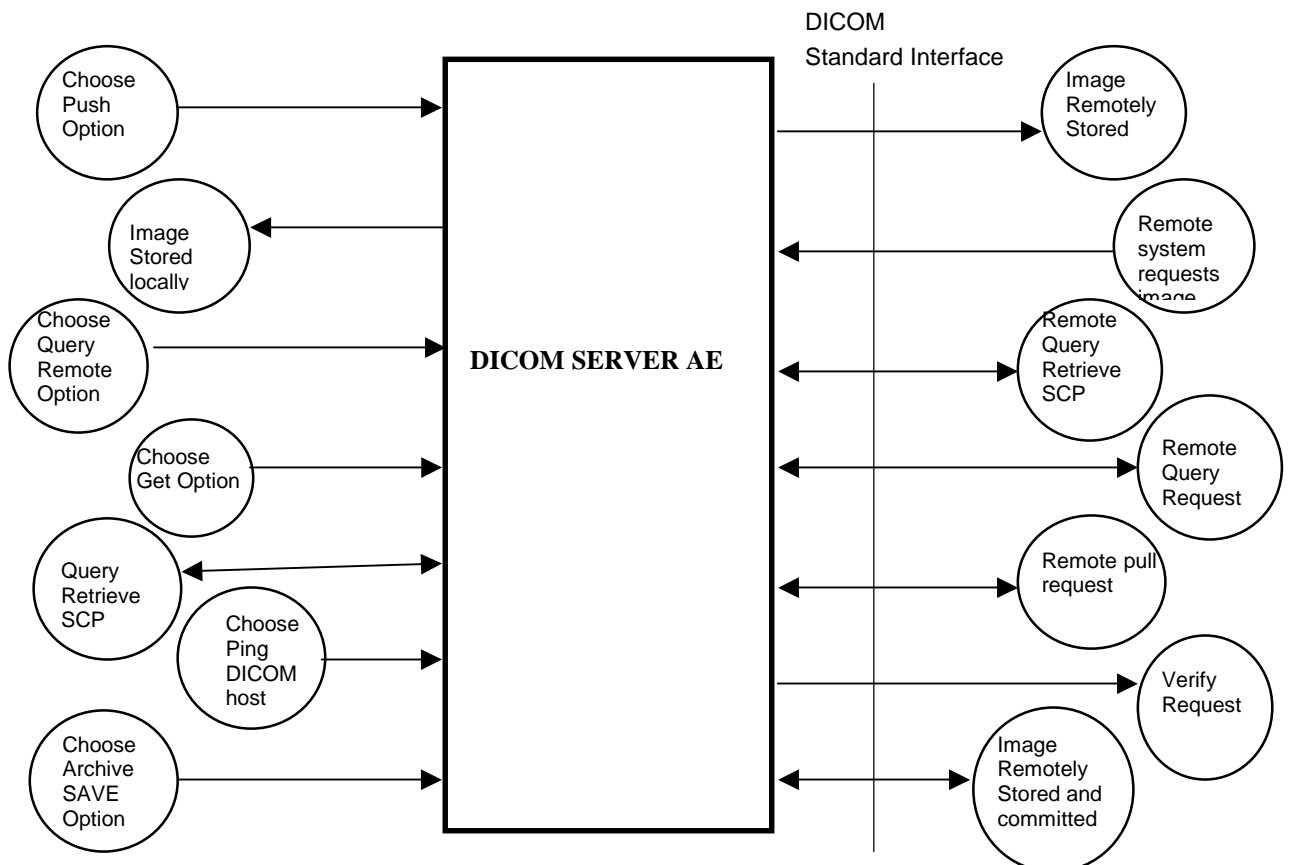 DICOM
Standard Interface
Choose
Push
Option
Image
Remotely
Stored
Image
Stored
locally
Remote
system
requests
image
Choose
Query
Remote
Option
DICOM SERVER AE
Remote
Query
Retrieve
SCP
Choose
Get Option
Remote
Query
Request
Query
Retrieve
SCP
Remote pull
request
Choose
Ping
DICOM
host
Verify
Request
Choose
Archive
SAVE
Option
Image
Remotely
Stored and
committed